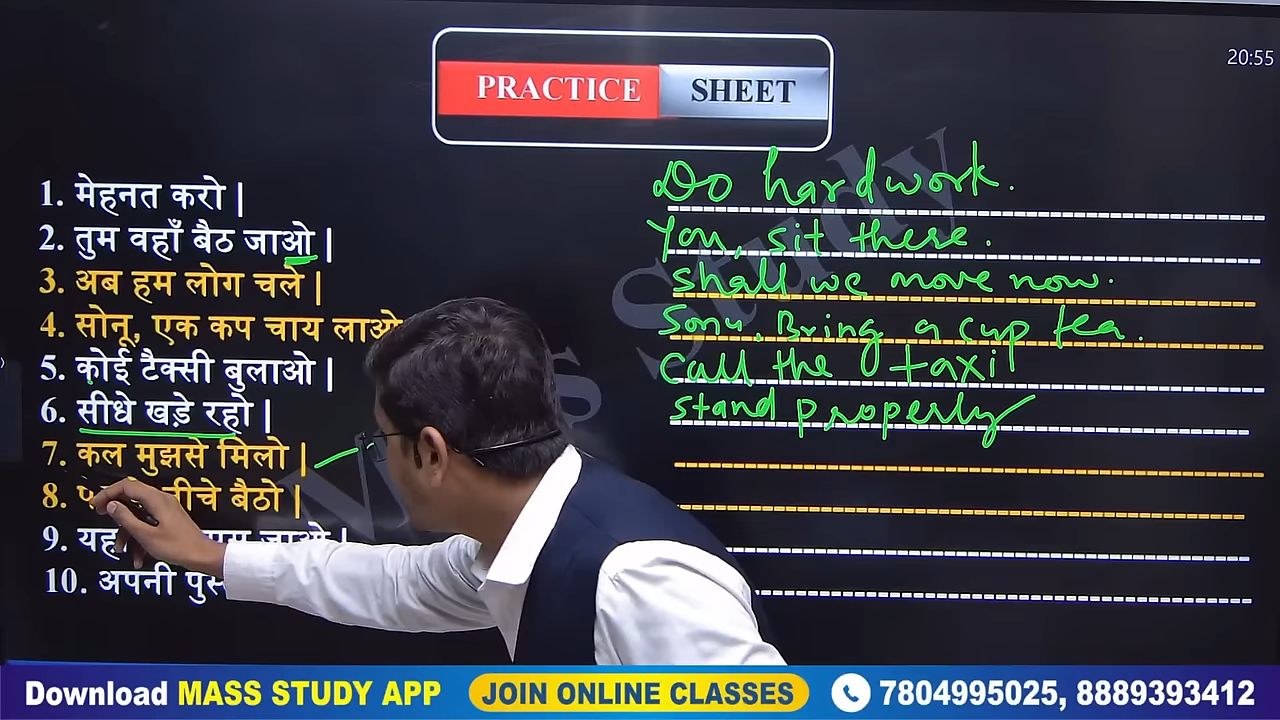 PRACTICE SHEET
20:55
1. मेहनत करो |
Do hardwork.
2. तुम वहाँ बैठ जाओ |
You, sit there.
3. अब हम लोग चले |
Shall we move now.
4. सोनू, एक कप चाय लाओ
Sonu, Bring a cup tea.
5. कोई टैक्सी बुलाओ |
Call the taxi
6. सीधे खड़े रहो |
Stand properly
7. कल मुझसे मिलो |
8. बैठो |
9. जाओ |
10. अपनी
Mass Study
Download MASS STUDY APP JOIN ONLINE CLASSES 7804995025, 8889393412